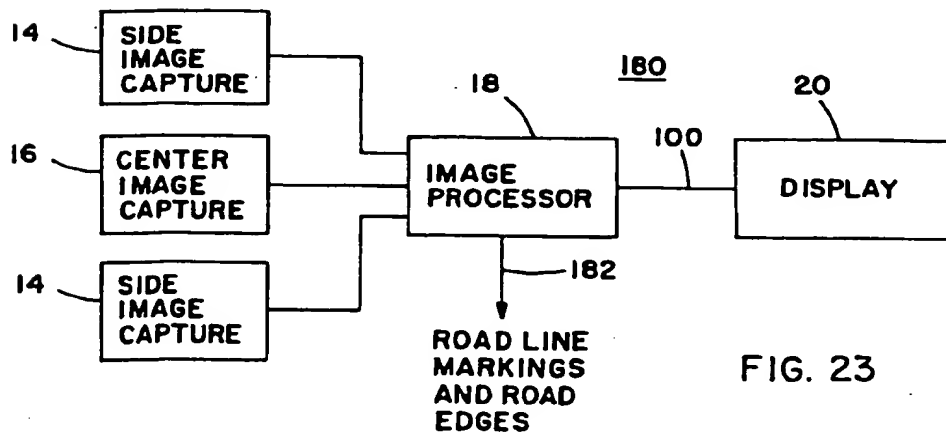 14
SIDE
IMAGE
CAPTURE
16
CENTER
IMAGE
CAPTURE
14
SIDE
IMAGE
CAPTURE
18
IMAGE
PROCESSOR
180
100
20
DISPLAY
182
ROAD LINE
MARKINGS
AND ROAD
EDGES
FIG. 23